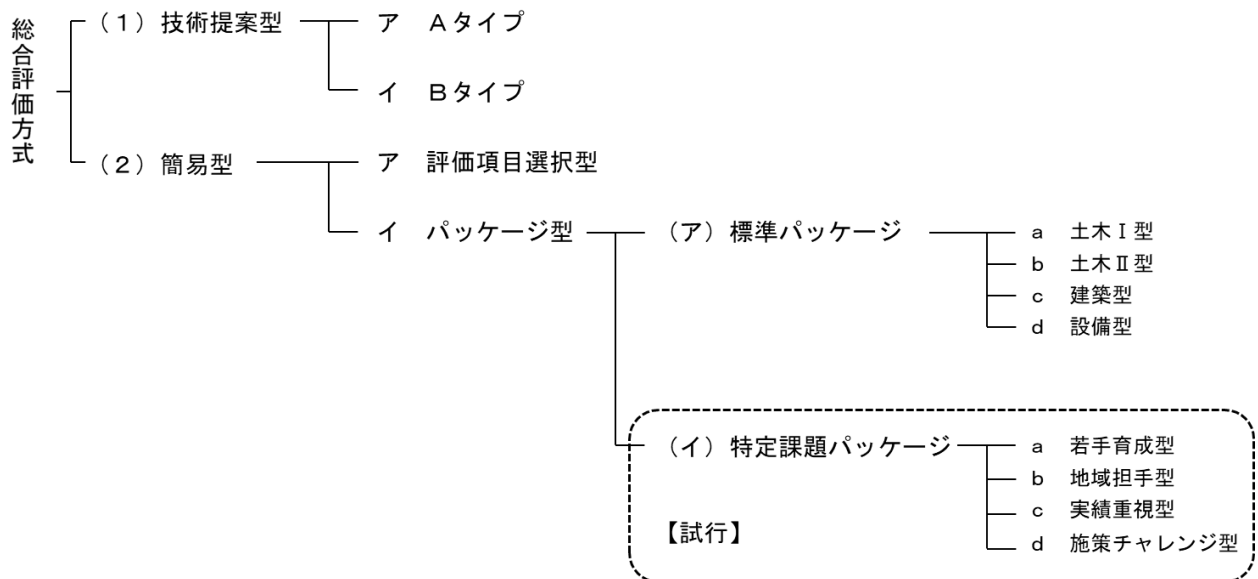 総合評価方式
（１）技術提案型
ア　Ａタイプ
イ　Ｂタイプ
（２）簡易型
ア　評価項目選択型
イ　パッケージ型
（ア）標準パッケージ
ａ　土木Ⅰ型
ｂ　土木Ⅱ型
ｃ　建築型
ｄ　設備型
（イ）特定課題パッケージ
【試行】
ａ　若手育成型
ｂ　地域担手型
ｃ　実績重視型
ｄ　施策チャレンジ型